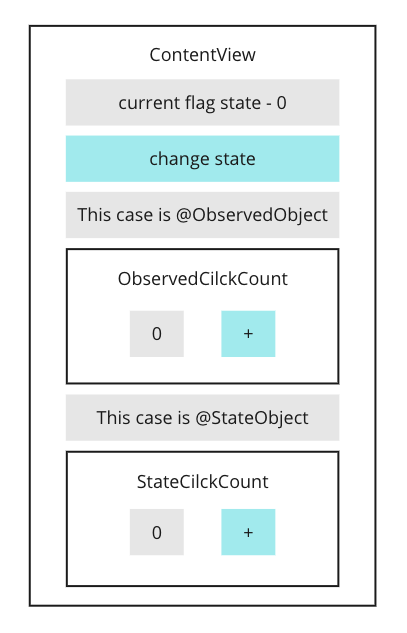 ContentView
current flag state - 0
change state
This case is @ObservedObject
ObservedCilckCount
0
+
This case is @StateObject
StateCilckCount
0
+